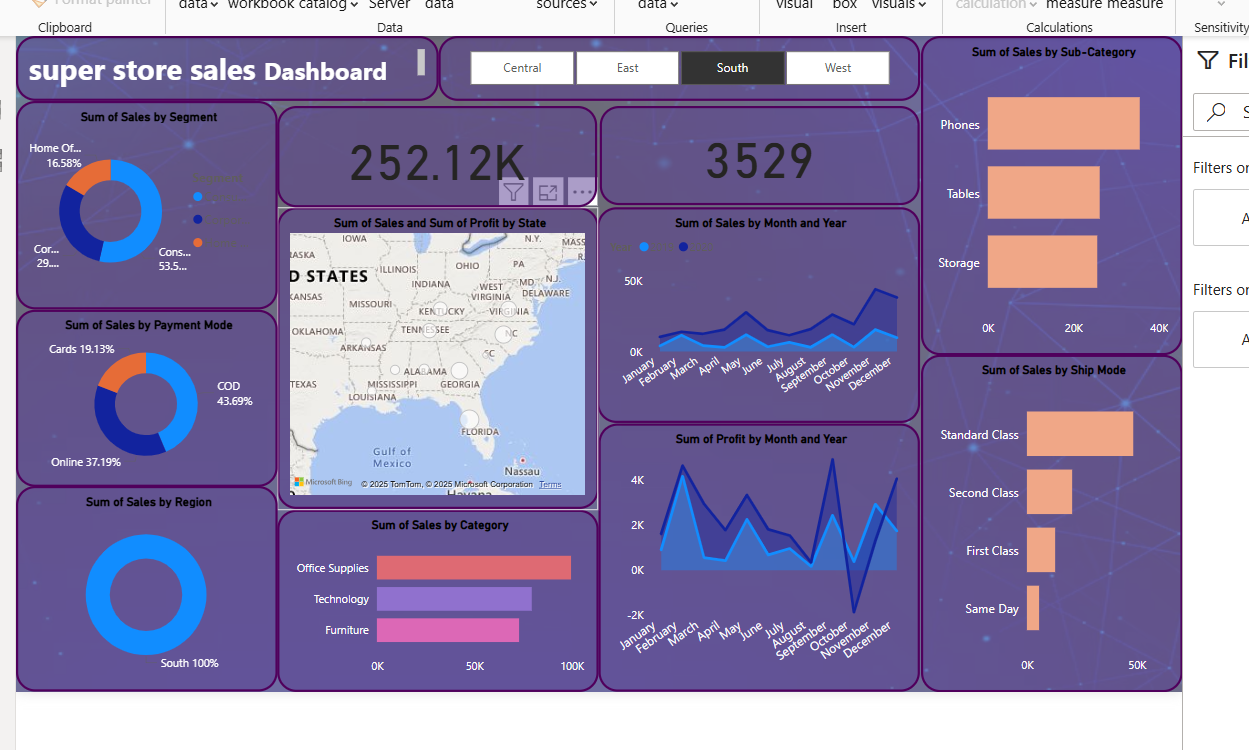 Format painter
data
workbook
catalog
Server
data
sources
data
visual
box
visuals
calculation
measure
measure
Clipboard
Data
Queries
Insert
Calculations
Sensitivity
super store sales Dashboard
Central
East
South
West
Sum of Sales by Segment
Home Of...
16.58%
Cor...
29....
Cons...
53.5...
252.12K
3529
Sum of Sales by Payment Mode
Cards 19.13%
COD
43.69%
Online 37.19%
Sum of Sales by Region
South 100%
Sum of Sales and Sum of Profit by State
IOWA
N.Y.
MASS
ILLINOIS
OHIO
PA
D STATES
INDIANA
MD
N.J.
KANSAS
WEST
VIRGINIA
DELAWARE
MISSOURI
KENTUCKY
VIRGINIA
OKLAHOMA
TENNESSEE
NC
ARKANSAS
SC
TEXAS
MISSISSIPPI
ALABAMA
GEORGIA
LOUISIANA
FLORIDA
Gulf of
Mexico
Nassau
Havana
Microsoft Bing
© 2025 TomTom, © 2025 Microsoft Corporation
Terms
Sum of Sales by Category
Office Supplies
Technology
Furniture
0K
50K
100K
Sum of Sales by Month and Year
50K
0K
January
February
March
April
May
June
July
August
September
October
November
December
Sum of Profit by Month and Year
4K
2K
0K
-2K
January
February
March
April
May
June
July
August
September
October
November
December
Sum of Sales by Sub-Category
Phones
Tables
Storage
0K
20K
40K
Sum of Sales by Ship Mode
Standard Class
Second Class
First Class
Same Day
0K
50K
Fil
S
Filters or
A
Filters or
A